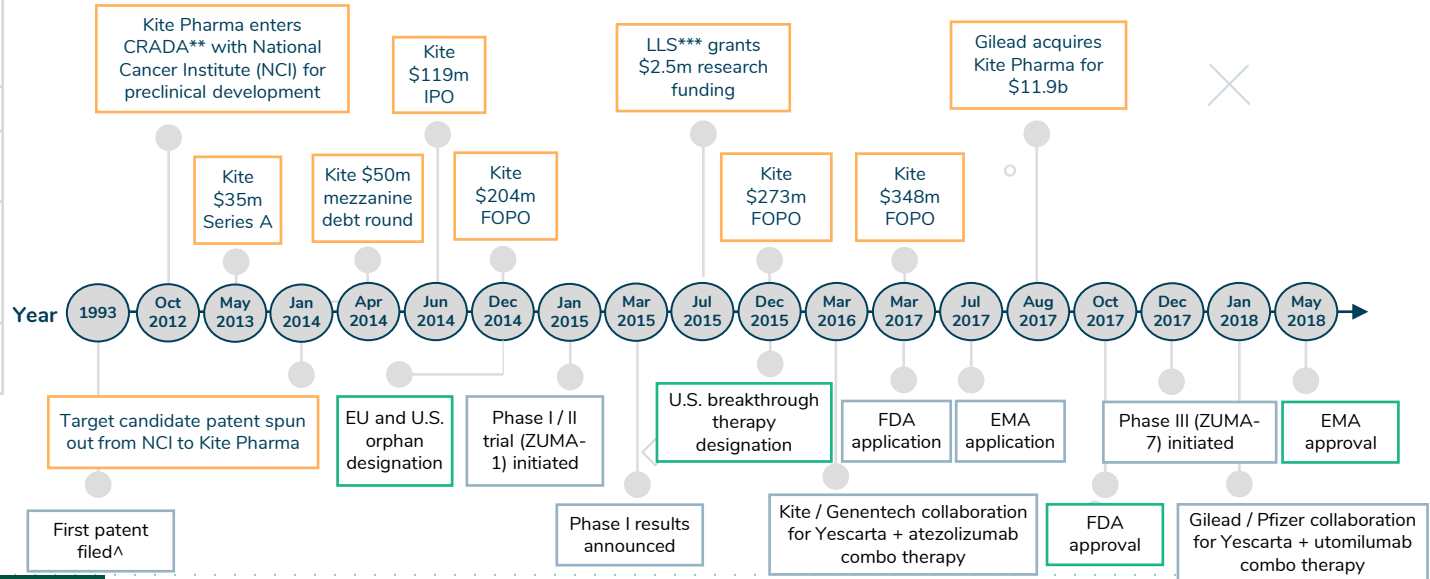 Kite Pharma enters
CRADA** with National
Cancer Institute (NCI) for
preclinical development
Kite
$119m
IPO
LLS*** grants
$2.5m research
funding
Gilead acquires
Kite Pharma for
$11.9b
Kite
$35m
Series A
Kite $50m
mezzanine
debt round
Kite
$204m
FOPO
Kite
$273m
FOPO
Kite
$348m
FOPO
Year
1993
Oct
2012
May
2013
Jan
2014
Apr
2014
Jun
2014
Dec
2014
Jan
2015
Mar
2015
Jul
2015
Dec
2015
Mar
2016
Mar
2017
Jul
2017
Aug
2017
Oct
2017
Dec
2017
Jan
2018
May
2018
Target candidate patent spun
out from NCI to Kite Pharma
EU and U.S.
orphan
designation
Phase I / II
trial (ZUMA-
1) initiated
U.S. breakthrough
therapy
designation
FDA
application
EMA
application
Phase III (ZUMA-
7) initiated
EMA
approval
First patent
filed^
Phase I results
announced
Kite / Genentech collaboration
for Yescarta + atezolizumab
combo therapy
FDA
approval
Gilead / Pfizer collaboration
for Yescarta + utomilumab
combo therapy